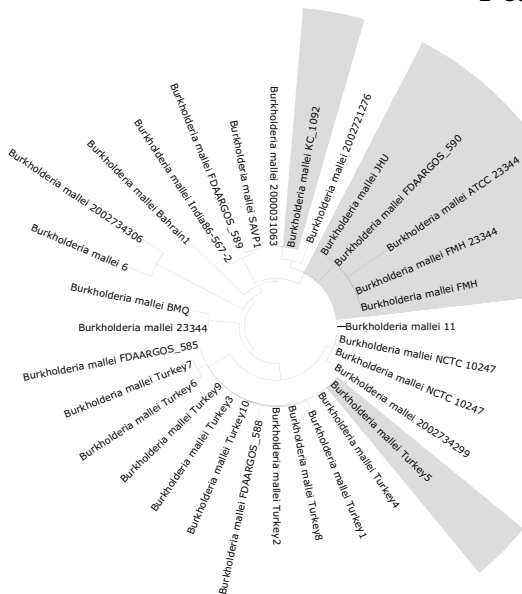 Burkholderia mallei KC_1092
Burkholderia mallei 2002721276
Burkholderia mallei JHU
Burkholderia mallei FDAARGOS_590
Burkholderia mallei ATCC 23344
Burkholderia mallei FMH 23344
Burkholderia mallei FMH
Burkholderia mallei 11
Burkholderia mallei NCTC 10247
Burkholderia mallei NCTC 10247
Burkholderia mallei 2002734299
Burkholderia mallei Turkey5
Burkholderia mallei Turkey4
Burkholderia mallei Turkey1
Burkholderia mallei Turkey8
Burkholderia mallei Turkey2
Burkholderia mallei FDAARGOS_588
Burkholderia mallei Turkey10
Burkholderia mallei Turkey3
Burkholderia mallei Turkey9
Burkholderia mallei Turkey6
Burkholderia mallei Turkey7
Burkholderia mallei FDAARGOS_585
Burkholderia mallei 23344
Burkholderia mallei BMQ
Burkholderia mallei 6
Burkholderia mallei 2002734306
Burkholderia mallei Bahrain1
Burkholderia mallei India86-567-2
Burkholderia mallei FDAARGOS_589
Burkholderia mallei SAVP1
Burkholderia mallei 2000031063